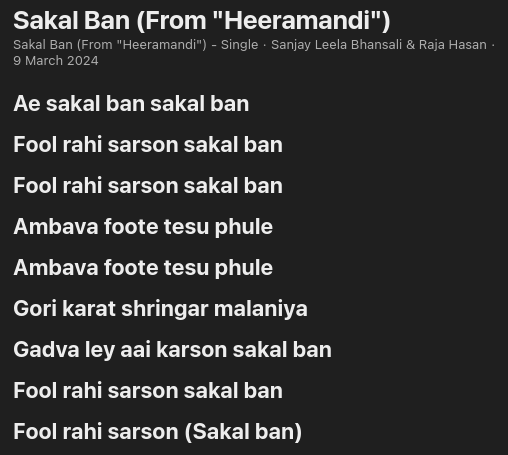 Sakal Ban (From "Heeramandi")
Sakal Ban (From "Heeramandi") - Single · Sanjay Leela Bhansali & Raja Hasan ·
9 March 2024
Ae sakal ban sakal ban
Fool rahi sarson sakal ban
Fool rahi sarson sakal ban
Ambava foote tesu phule
Ambava foote tesu phule
Gori karat shringar malaniya
Gadva ley aai karson sakal ban
Fool rahi sarson sakal ban
Fool rahi sarson (Sakal ban)